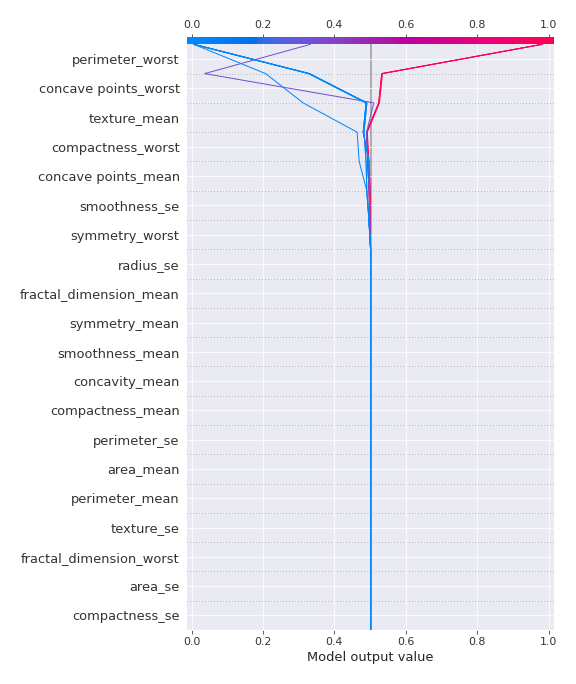 0.0 0.2 0.4 0.6 0.8 1.0
perimeter_worst
concave points_worst
texture_mean
compactness_worst
concave points_mean
smoothness_se
symmetry_worst
radius_se
fractal_dimension_mean
symmetry_mean
smoothness_mean
concavity_mean
compactness_mean
perimeter_se
area_mean
perimeter_mean
texture_se
fractal_dimension_worst
area_se
compactness_se
0.0 0.2 0.4 0.6 0.8 1.0
Model output value